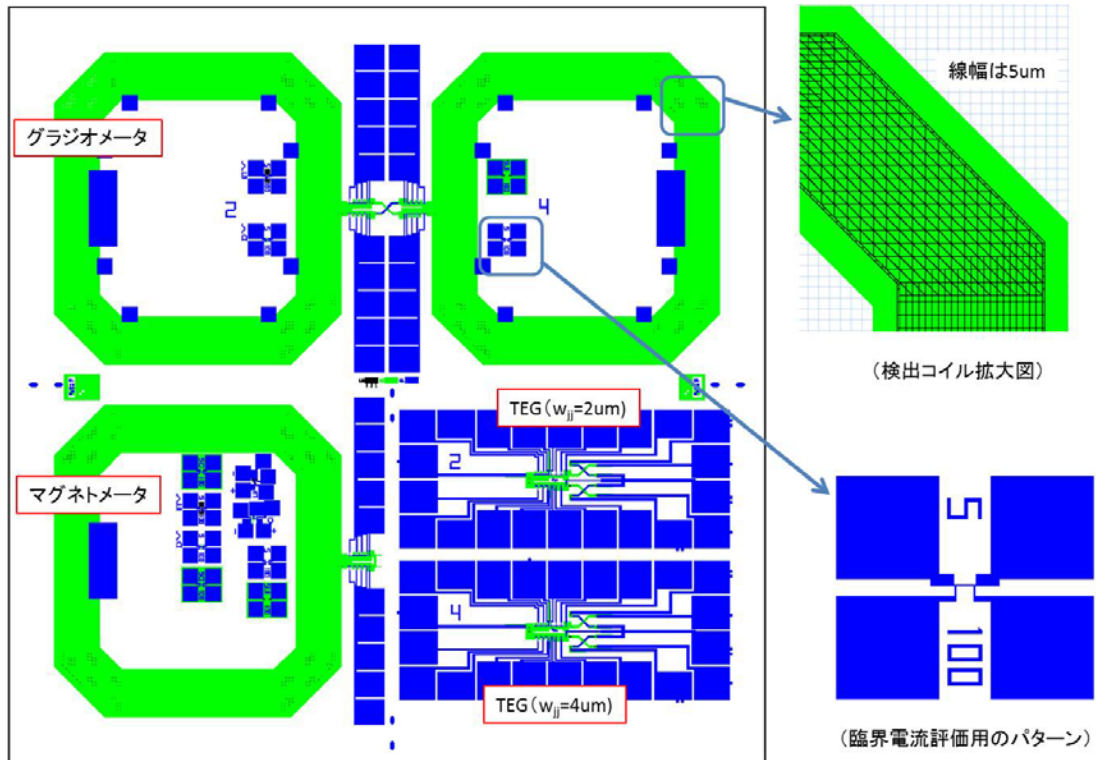 線幅は5um
グラジオメータ
2
4
(検出コイル拡大図)
TEG(wjj=2um)
2
マグネトメータ
4
TEG(wjj=4um)
5
100
(臨界電流評価用のパターン)